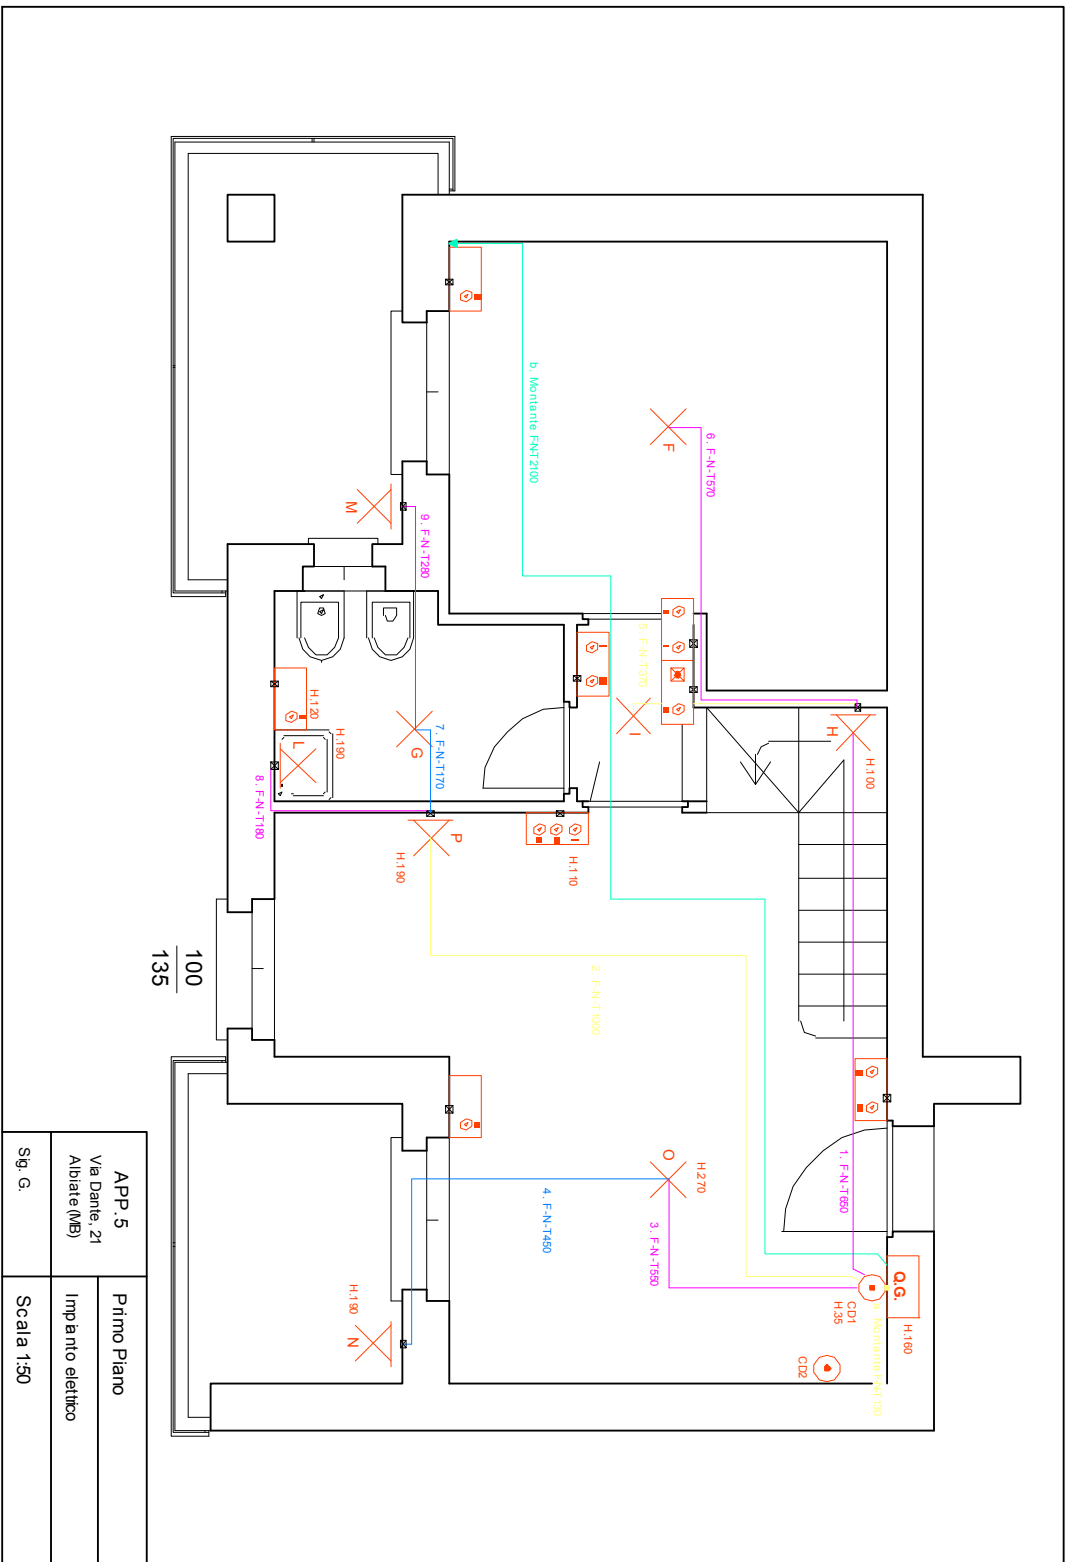 APP.5
Via Dante, 21
Albiate (MB)
Sig. G.
Primo Piano
Impianto elettrico
Scala 1:50
100
135
b. Montante F-N-T2100
6. F-N-T570
F
M
9. F-N-T280
5. F-N-T370
I
H
H.100
H.120
H.190
L
G
7. F-N-T170
8. F-N-T180
P
H.190
H.110
1. F-N-T650
O
H.270
3. F-N-T550
4. F-N-T450
H.190
N
Q.G.
H.160
CD1
H.35
CD2